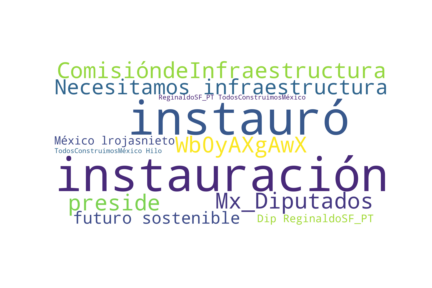 ComisióndeInfraestructura
Necesitamos infraestructura
ReginaldoSF_PT TodosConstruimosMéxico
instauró
México lrojasnieto
WbOyAXgAwX
TodosConstruimosMéxico Hilo
instauración
preside
Mx_Diputados
futuro sostenible
Dip ReginaldoSF_PT